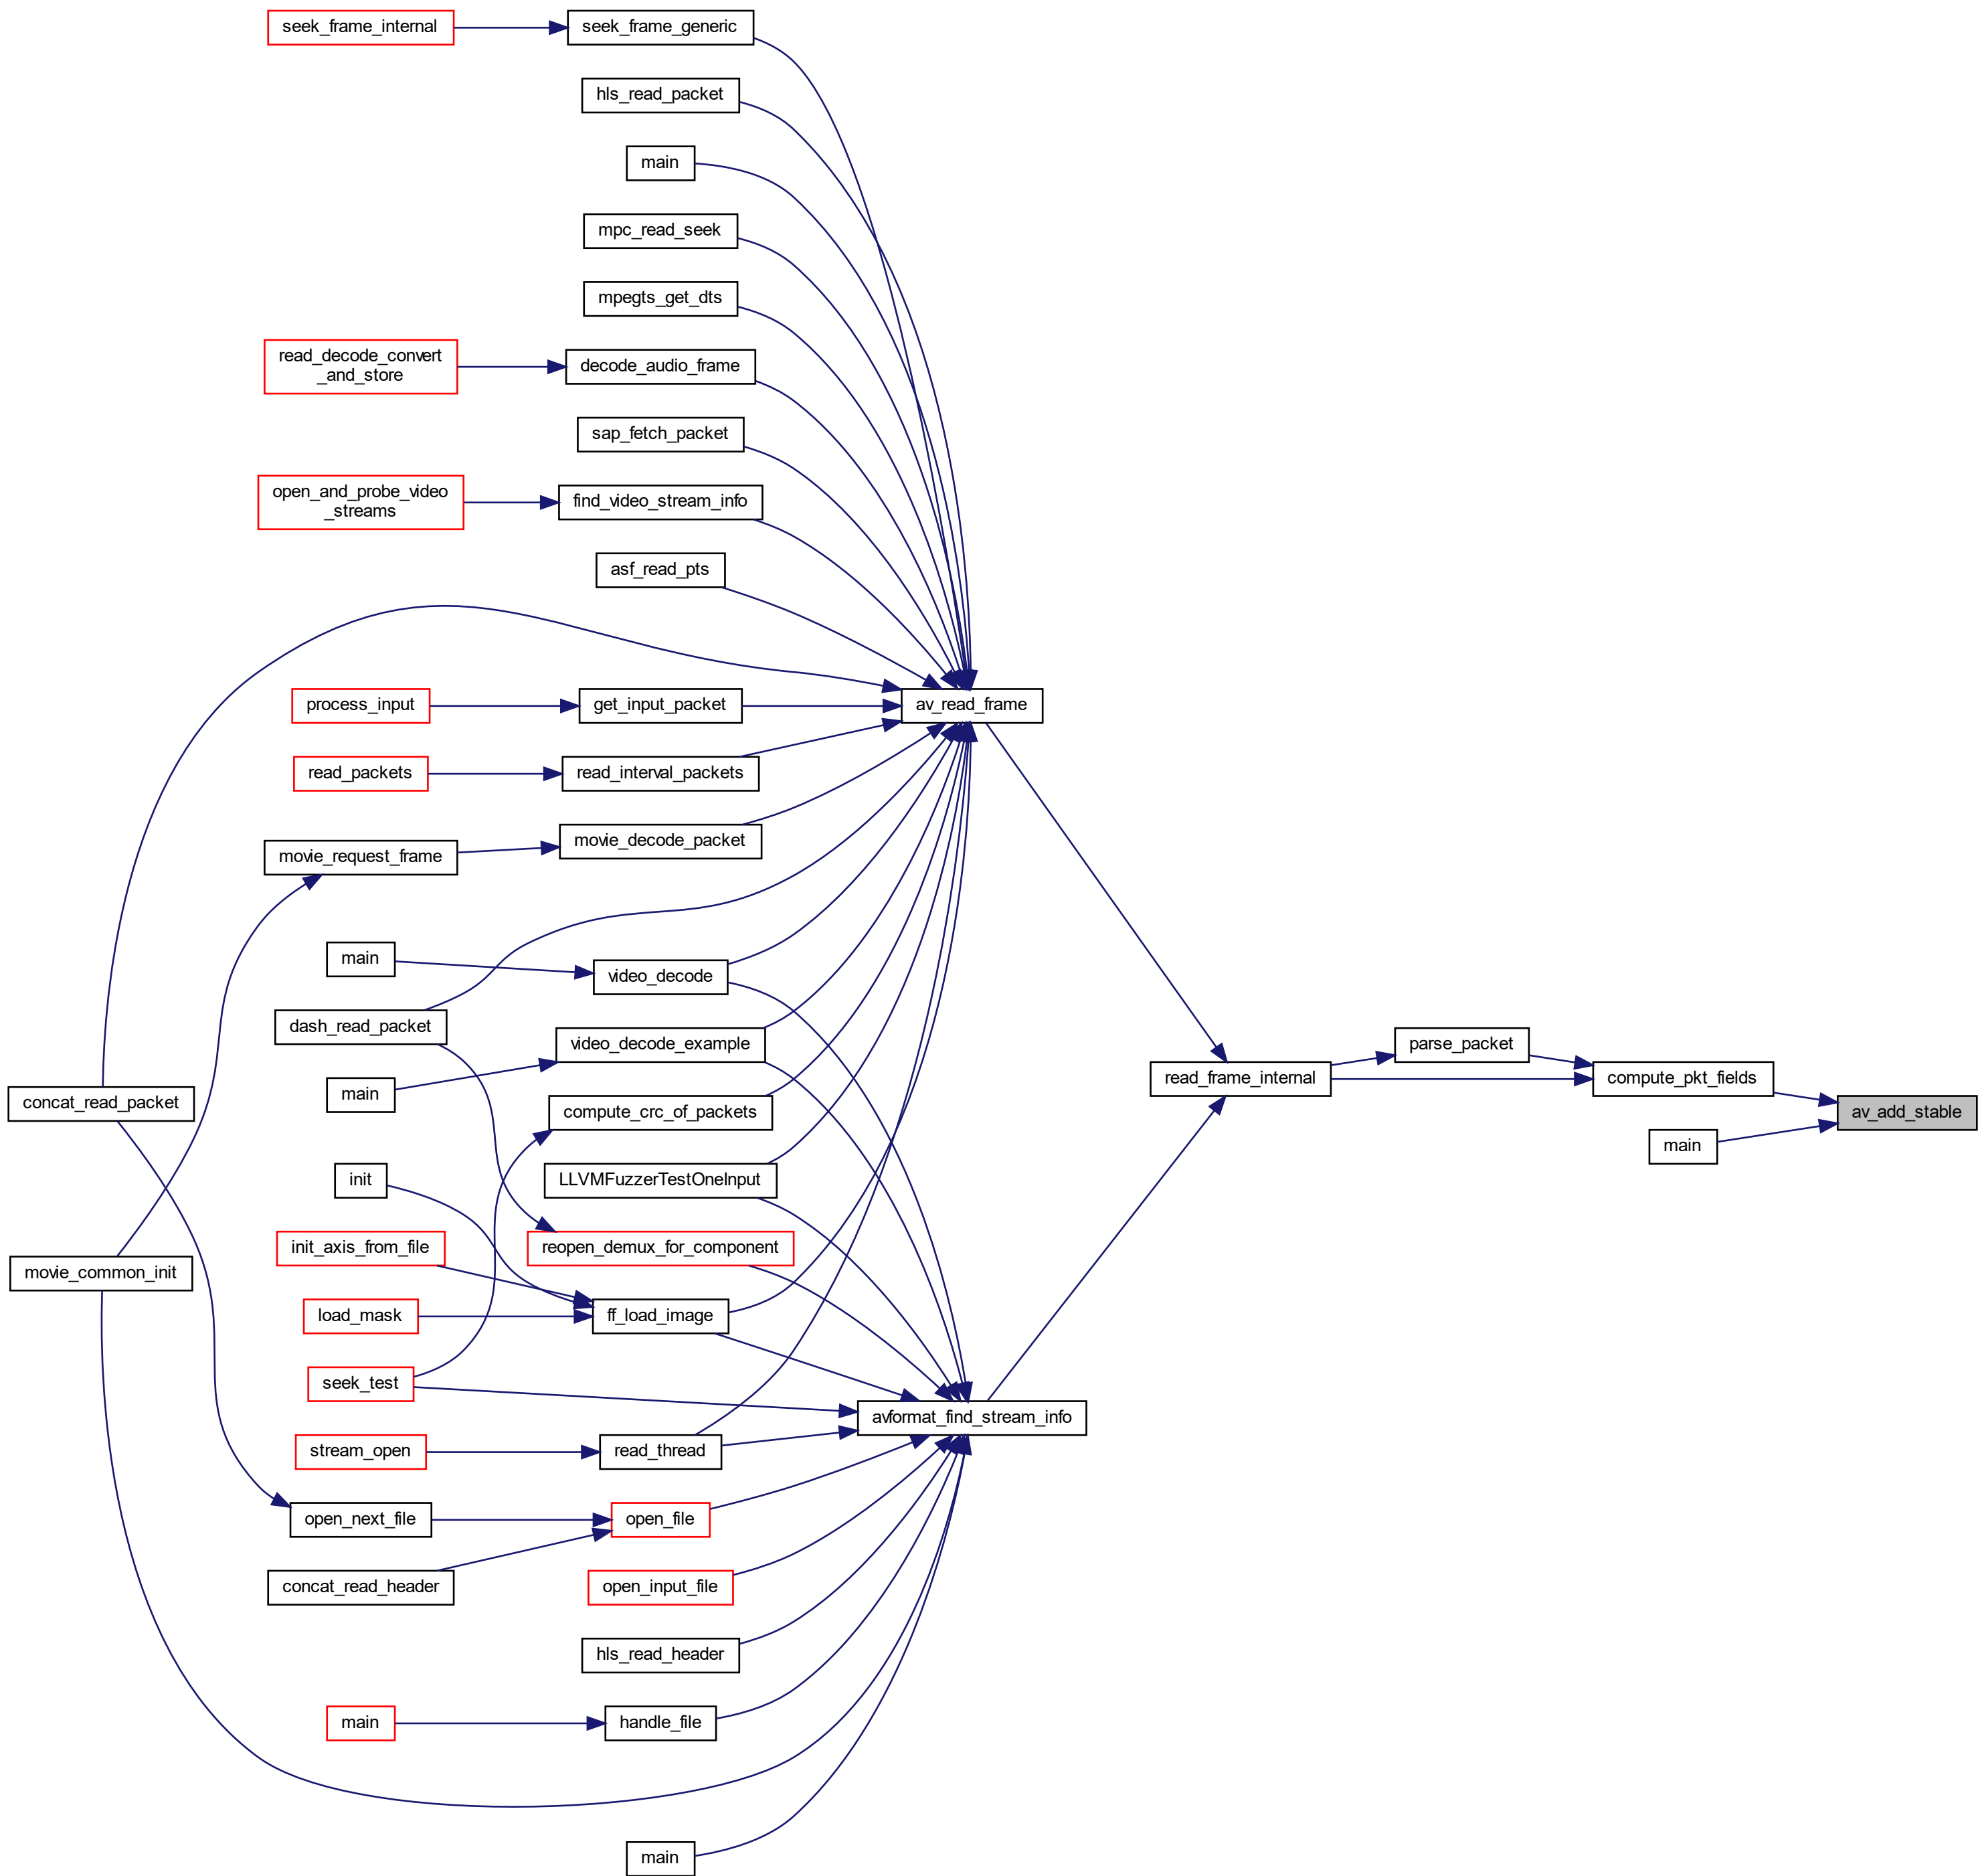 seek_frame_internal
seek_frame_generic
hls_read_packet
main
mpc_read_seek
mpegts_get_dts
read_decode_convert
_and_store
decode_audio_frame
sap_fetch_packet
open_and_probe_video
_streams
find_video_stream_info
asf_read_pts
process_input
get_input_packet
av_read_frame
read_packets
read_interval_packets
movie_request_frame
movie_decode_packet
main
video_decode
dash_read_packet
video_decode_example
parse_packet
read_frame_internal
compute_pkt_fields
main
concat_read_packet
compute_crc_of_packets
av_add_stable
main
init
LLVMFuzzerTestOneInput
init_axis_from_file
reopen_demux_for_component
movie_common_init
load_mask
ff_load_image
seek_test
avformat_find_stream_info
stream_open
read_thread
open_next_file
open_file
concat_read_header
open_input_file
hls_read_header
main
handle_file
main